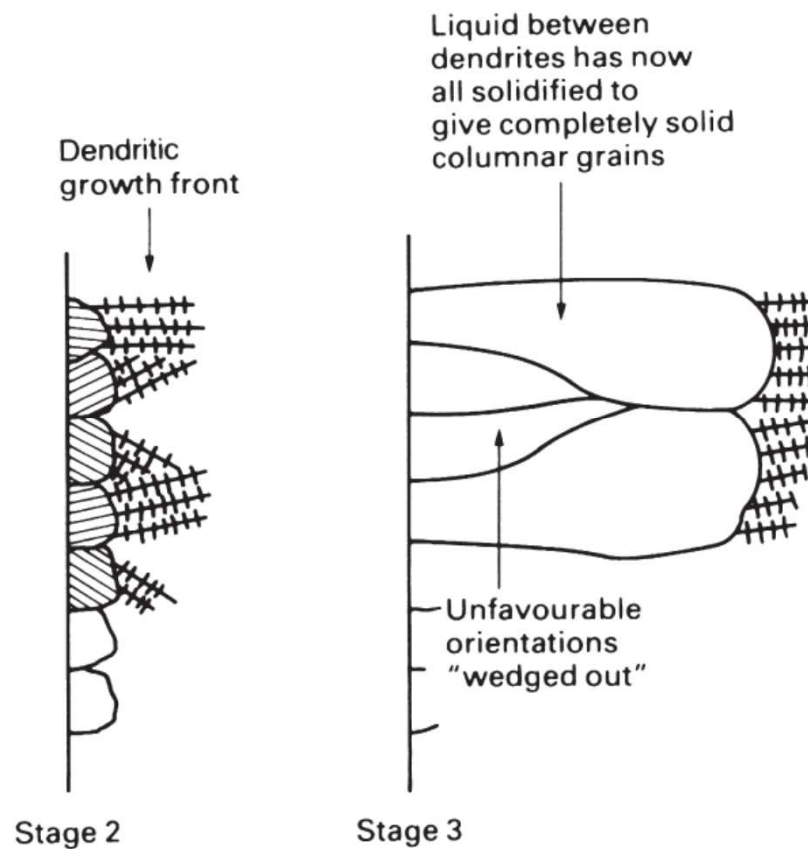 Liquid between
dendrites has now
all solidified to
give completely solid
columnar grains
Dendritic
growth front
Unfavourable
orientations
"wedged out"
Stage 2
Stage 3